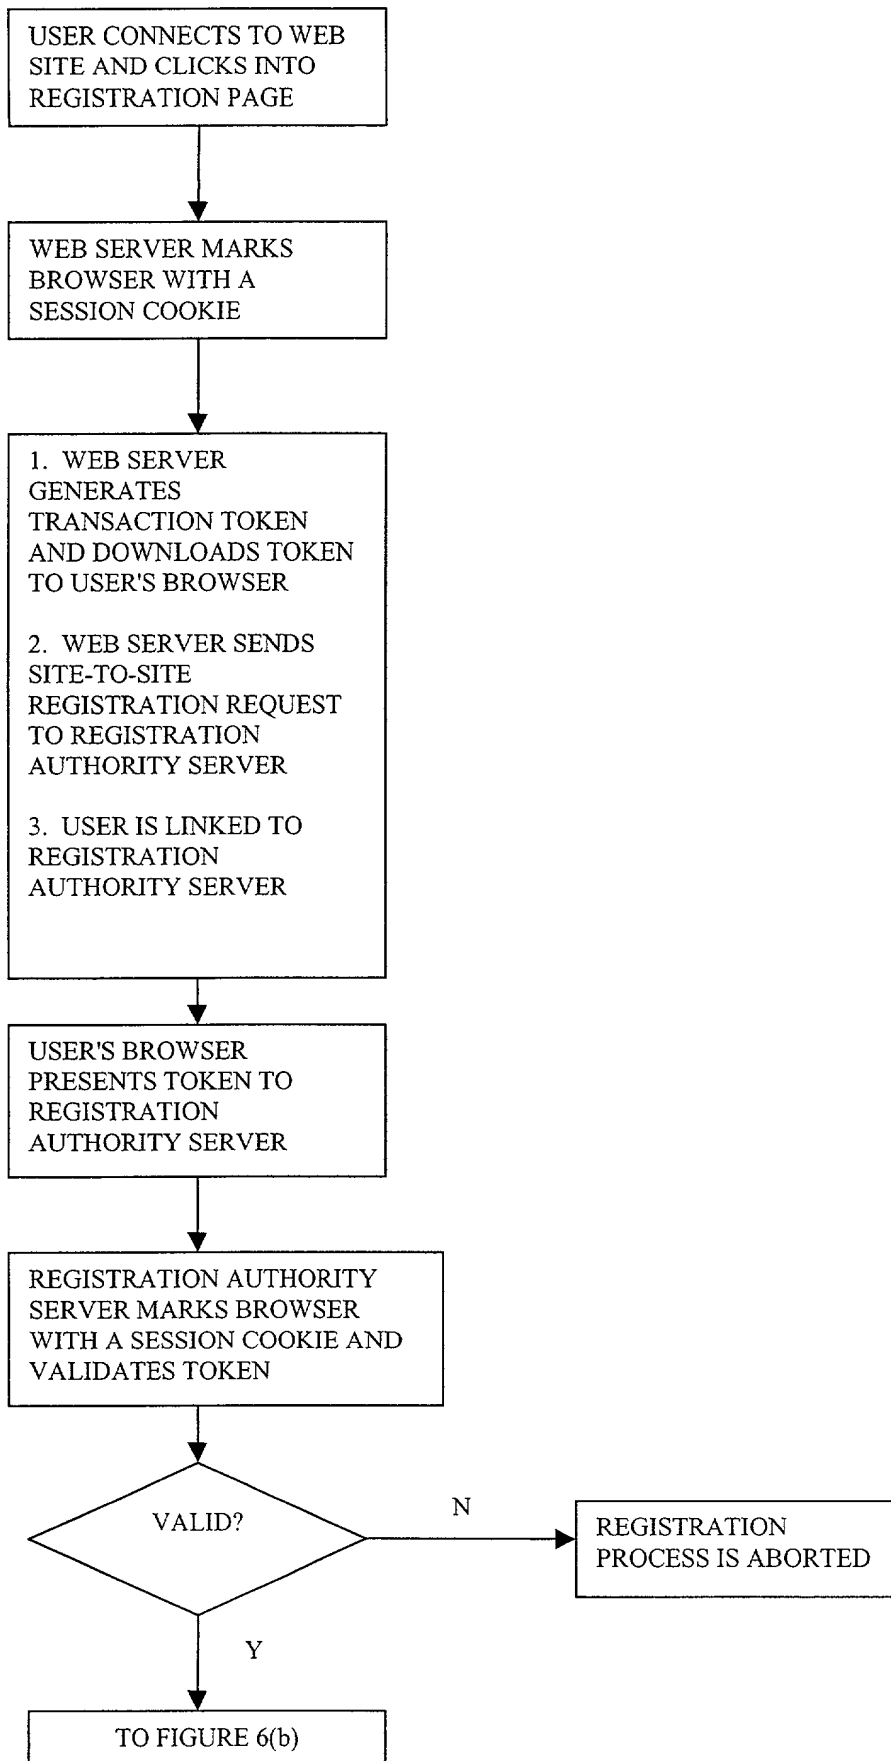 USER CONNECTS TO WEB
SITE AND CLICKS INTO
REGISTRATION PAGE
WEB SERVER MARKS
BROWSER WITH A
SESSION COOKIE
1. WEB SERVER
GENERATES
TRANSACTION TOKEN
AND DOWNLOADS TOKEN
TO USER'S BROWSER
2. WEB SERVER SENDS
SITE-TO-SITE
REGISTRATION REQUEST
TO REGISTRATION
AUTHORITY SERVER
3. USER IS LINKED TO
REGISTRATION
AUTHORITY SERVER
USER'S BROWSER
PRESENTS TOKEN TO
REGISTRATION
AUTHORITY SERVER
REGISTRATION AUTHORITY
SERVER MARKS BROWSER
WITH A SESSION COOKIE AND
VALIDATES TOKEN
VALID?
N
REGISTRATION
PROCESS IS ABORTED
Y
TO FIGURE 6(b)